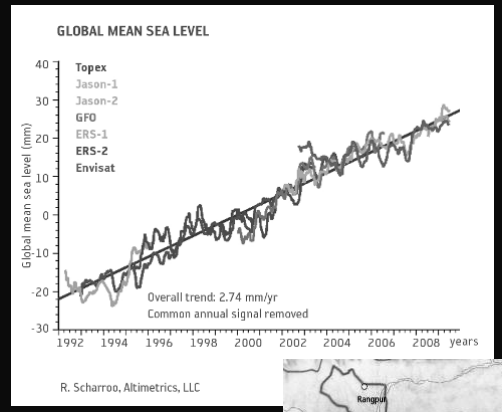 GLOBAL MEAN SEA LEVEL
Global mean sea level (mm)
40
30
20
10
0
-10
-20
-30
Topex
Jason-1
Jason-2
GFO
ERS-1
ERS-2
Envisat
Overall trend: 2.74 mm/yr
Common annual signal removed
1992 1994 1996 1998 2000 2002 2004 2006 2008 years
R. Scharroo, Altimetrics, LLC
Rangpur